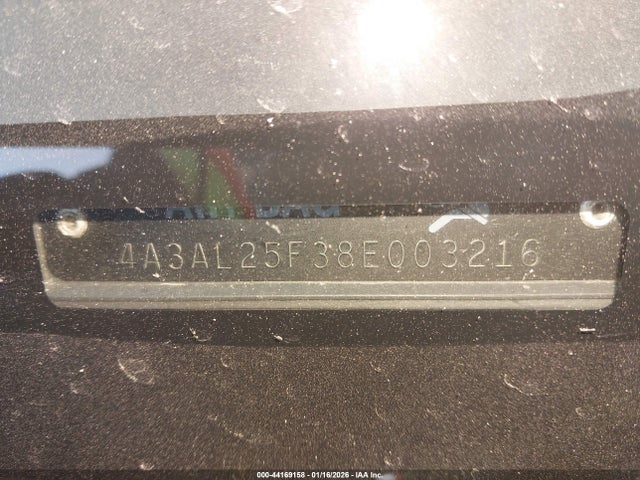 4A3AL25F38E003216
000-44169158 - 01/16/2026 - IAA Inc.